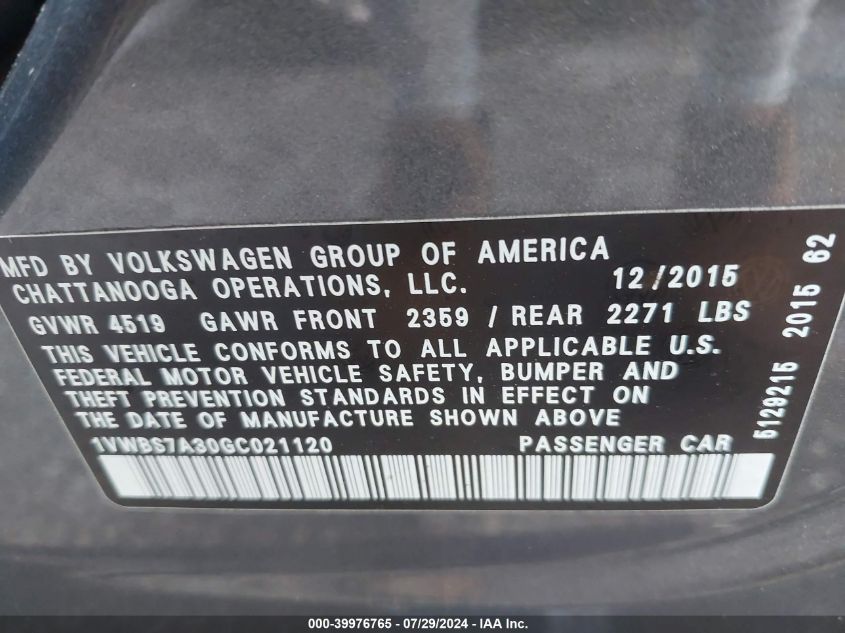 MFD BY VOLKSWAGEN GROUP OF AMERICA
CHATTANOOGA OPERATIONS, LLC. 12/2015
GVWR 4519 GAWR FRONT 2359 / REAR 2271 LBS
THIS VEHICLE CONFORMS TO ALL APPLICABLE U.S.
FEDERAL MOTOR VEHICLE SAFETY, BUMPER AND
THEFT PREVENTION STANDARDS IN EFFECT ON
THE DATE OF MANUFACTURE SHOWN ABOVE
1VWBS7A30GC021120 PASSENGER CAR
5129215 2015 62
000-39976765 - 07/29/2024 - IAA Inc.